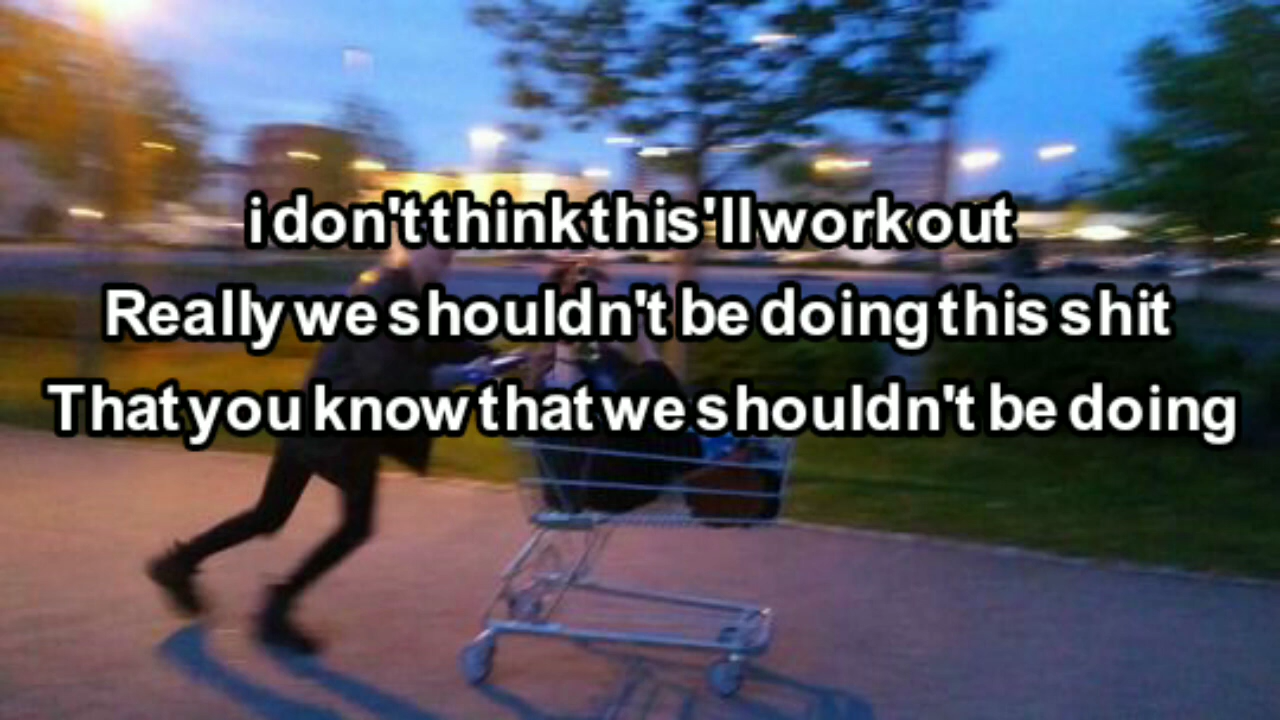 i don't think this'll work out
Really we shouldn't be doing this shit
That you know that we shouldn't be doing